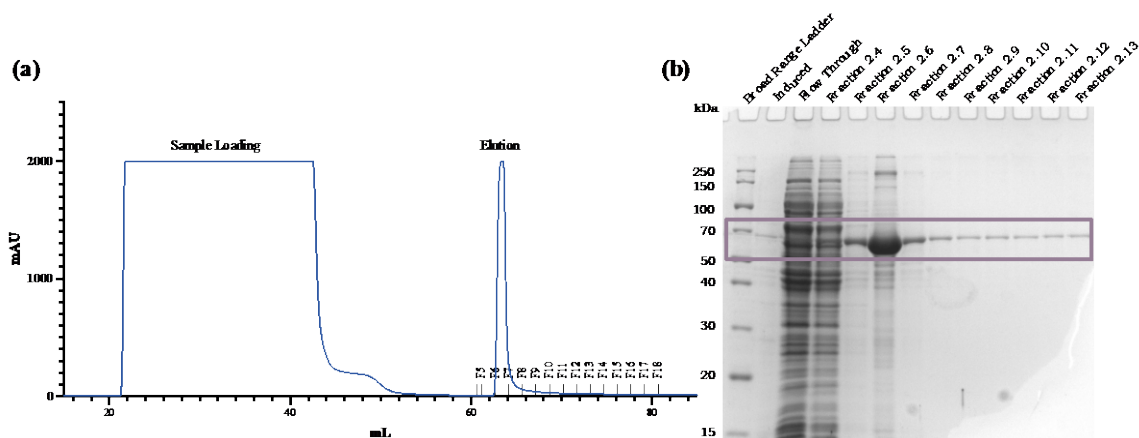 (a)
2000
1000
0
mAU
Sample Loading
Elution
F5
F6
F7
F8
F9
F10
F11
F12
F13
F14
F15
F16
F17
F18
20
40
60
80
mL
(b)
kDa
Broad Range Ladder
Induced
Flow Through
Fraction 2.4
Fraction 2.5
Fraction 2.6
Fraction 2.7
Fraction 2.8
Fraction 2.9
Fraction 2.10
Fraction 2.11
Fraction 2.12
Fraction 2.13
250
150
100
70
50
40
30
20
15